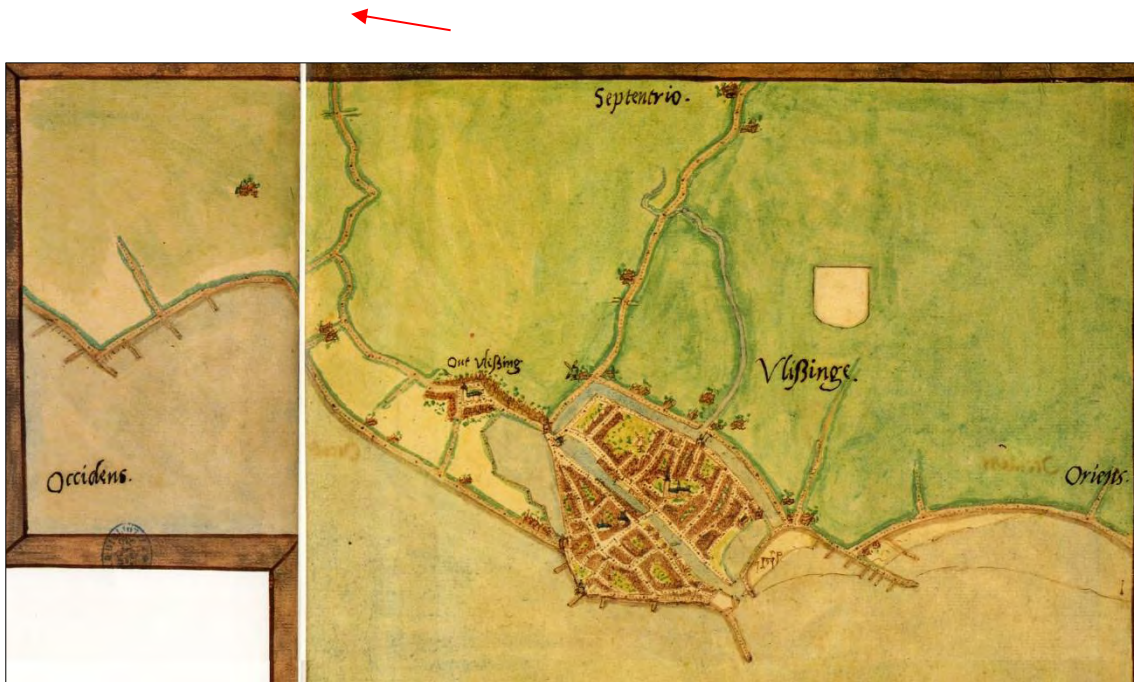 Septentrio.
Out Vlißing
Vlißinge.
Occidens.
Oriens.